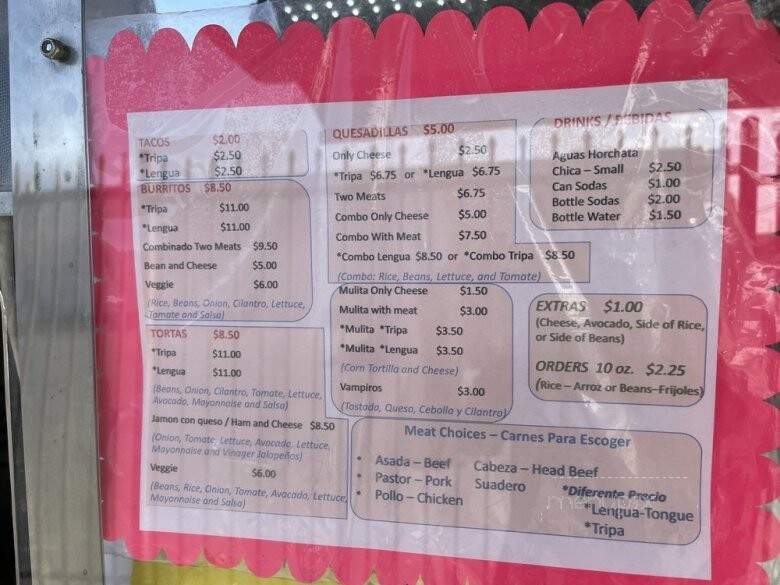 TACOS $2.00
*Tripa $2.50
*Lengua $2.50
BURRITOS $8.50
*Tripa $11.00
*Lengua $11.00
Combinado Two Meats $9.50
Bean and Cheese $5.00
Veggie $6.00
(Rice, Beans, Onion, Cilantro, Lettuce,
Tomate and Salsa)
TORTAS $8.50
*Tripa $11.00
*Lengua $11.00
(Beans, Onion, Cilantro, Tomate, Lettuce,
Avocado, Mayonnaise and Salsa)
Jamon con queso / Ham and Cheese $8.50
(Onion, Tomate, Lettuce, Avocado, Lettuce,
Mayonnaise and Vinager Jalapeños)
Veggie $6.00
(Beans, Rice, Onion, Tomate, Avocado, Lettuce,
Mayonnaise and Salsa)
QUESADILLAS $5.00
Only Cheese $2.50
*Tripa $6.75 or *Lengua $6.75
Two Meats $6.75
Combo Only Cheese $5.00
Combo With Meat $7.50
*Combo Lengua $8.50 or *Combo Tripa $8.50
(Combo: Rice, Beans, Lettuce, and Tomate)
Mulita Only Cheese $1.50
Mulita with meat $3.00
*Mulita *Tripa $3.50
*Mulita *Lengua $3.50
(Corn Tortilla and Cheese)
Vampiros $3.00
(Tostada, Queso, Cebolla y Cilantro)
DRINKS / BEBIDAS
Aguas Horchata
Chica – Small $2.50
Can Sodas $1.00
Bottle Sodas $2.00
Bottle Water $1.50
EXTRAS $1.00
(Cheese, Avocado, Side of Rice,
or Side of Beans)
ORDERS 10 oz. $2.25
(Rice – Arroz or Beans–Frijoles)
Meat Choices – Carnes Para Escoger
• Asada – Beef Cabeza – Head Beef
• Pastor – Pork Suadero
• Pollo – Chicken
*Diferente Precio
*Lengua-Tongue
*Tripa